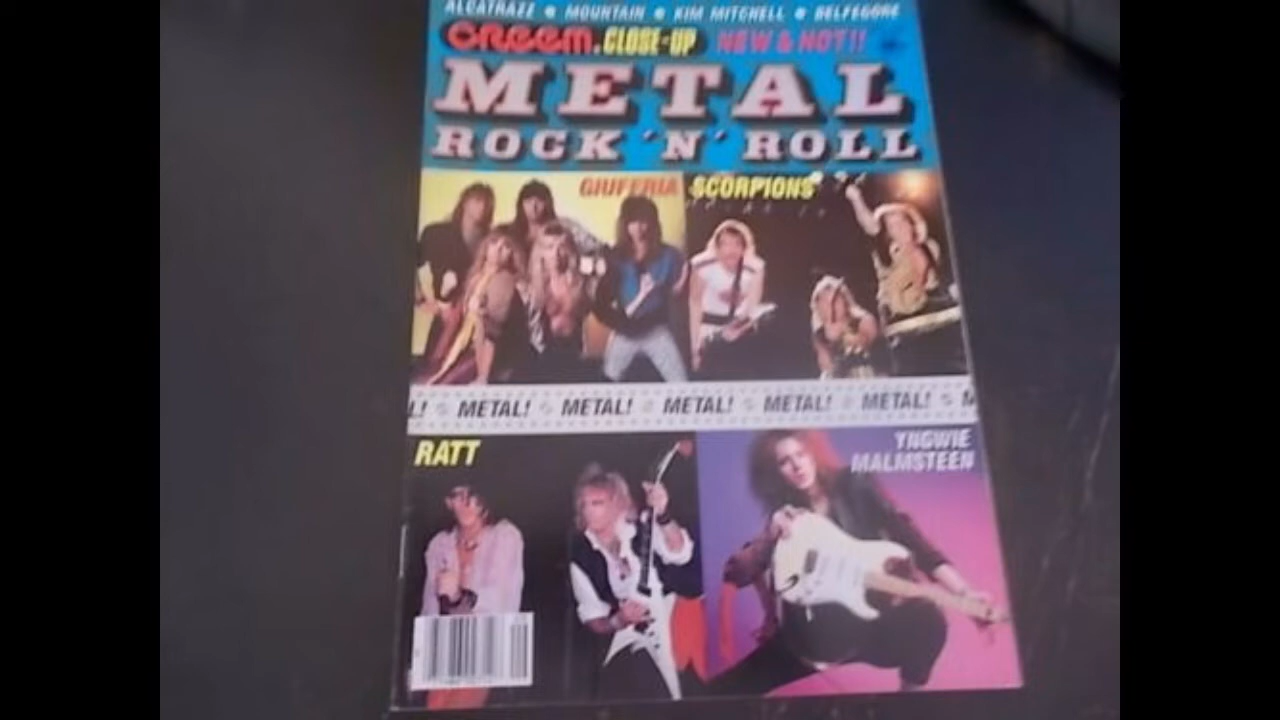 ALCATRAZZ • MOUNTAIN • KIM MITCHELL • BELFEGORE
CREEM CLOSE-UP NEW & HOT!!
METAL
ROCK 'N' ROLL
GIUFFRIA SCORPIONS
L! METAL! METAL! METAL! METAL! METAL! M
RATT
YNGWIE
MALMSTEEN